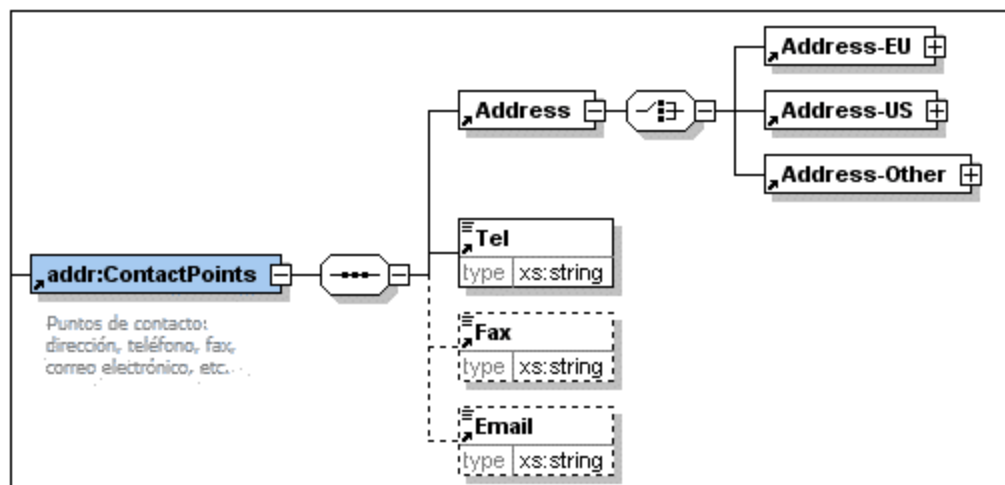 Address-EU
Address
Address-US
Address-Other
Tel
type xs:string
addr:ContactPoints
Puntos de contacto:
dirección, teléfono, fax,
correo electrónico, etc.
Fax
type xs:string
Email
type xs:string